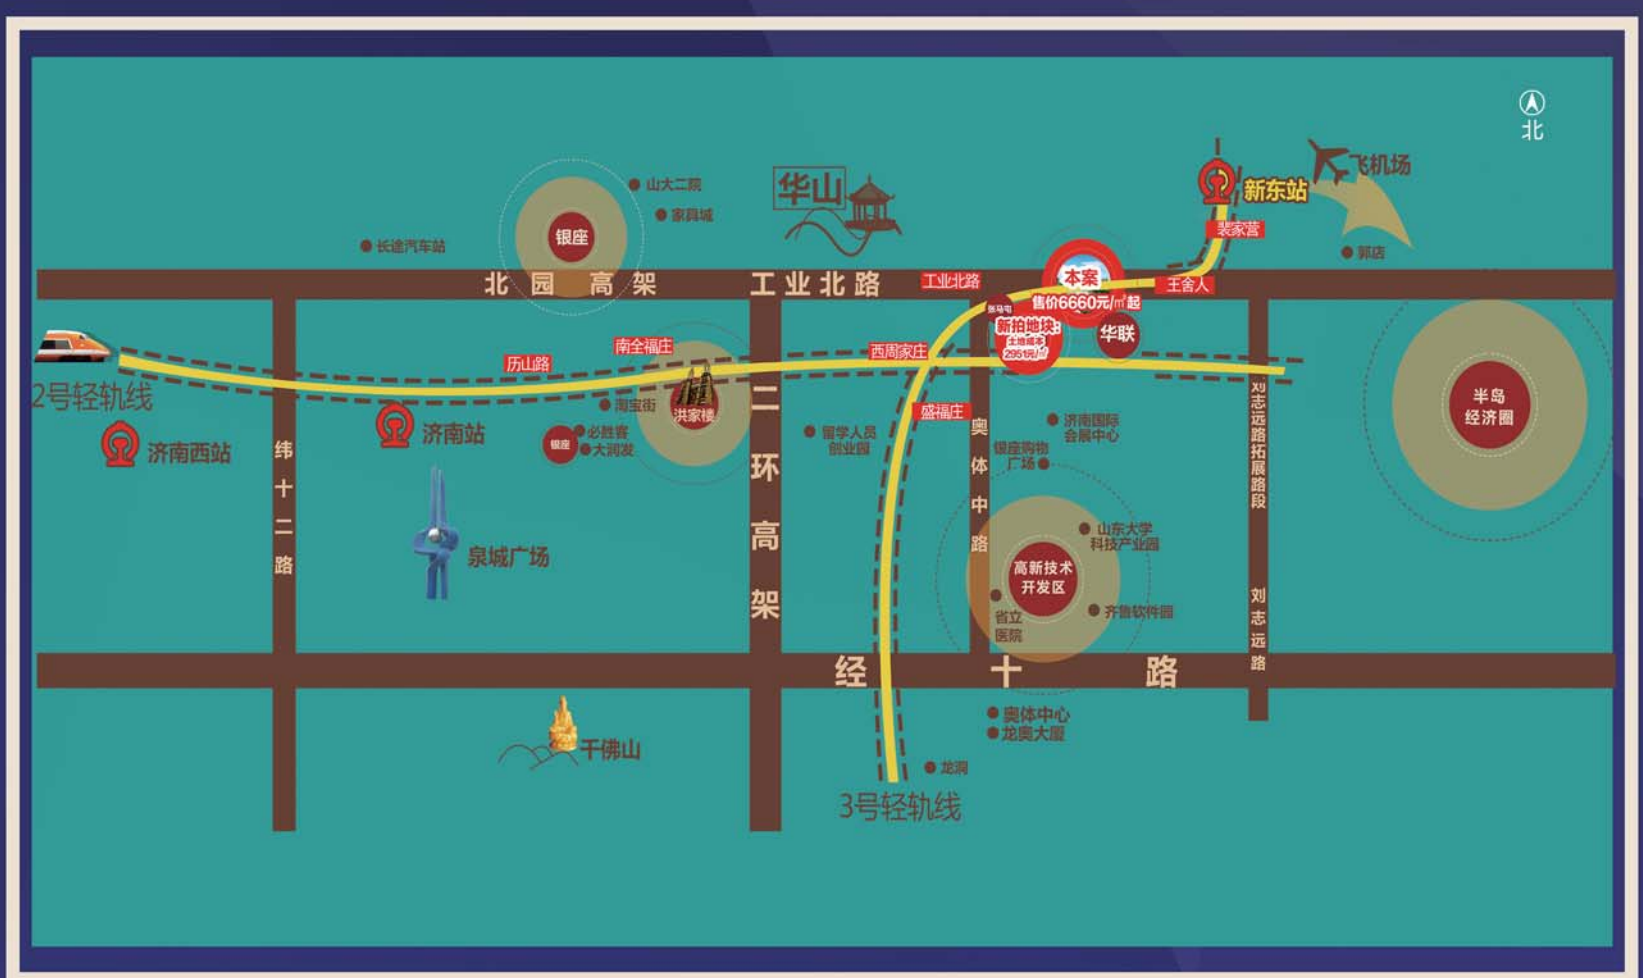 北
飞机场
新东站
裴家营
郭店
山大二院
家具城
银座
长途汽车站
华山
北园高架
工业北路
工业北路
本案
王舍人
售价6660元/㎡起
张马屯
新拍地块:
土地成本
2951元/㎡
华联
南全福庄
历山路
西周家庄
2号轻轨线
济南西站
济南站
淘宝街
洪家楼
必胜客
银座
大润发
盛福庄
留学人员
创业园
济南国际
会展中心
银座购物
广场
半岛
经济圈
纬十二路
二环高架
奥体中路
刘志远路拓展路段
刘志远路
泉城广场
山东大学
科技产业园
高新技术
开发区
齐鲁软件园
省立
医院
经十路
奥体中心
龙奥大厦
千佛山
龙洞
3号轻轨线